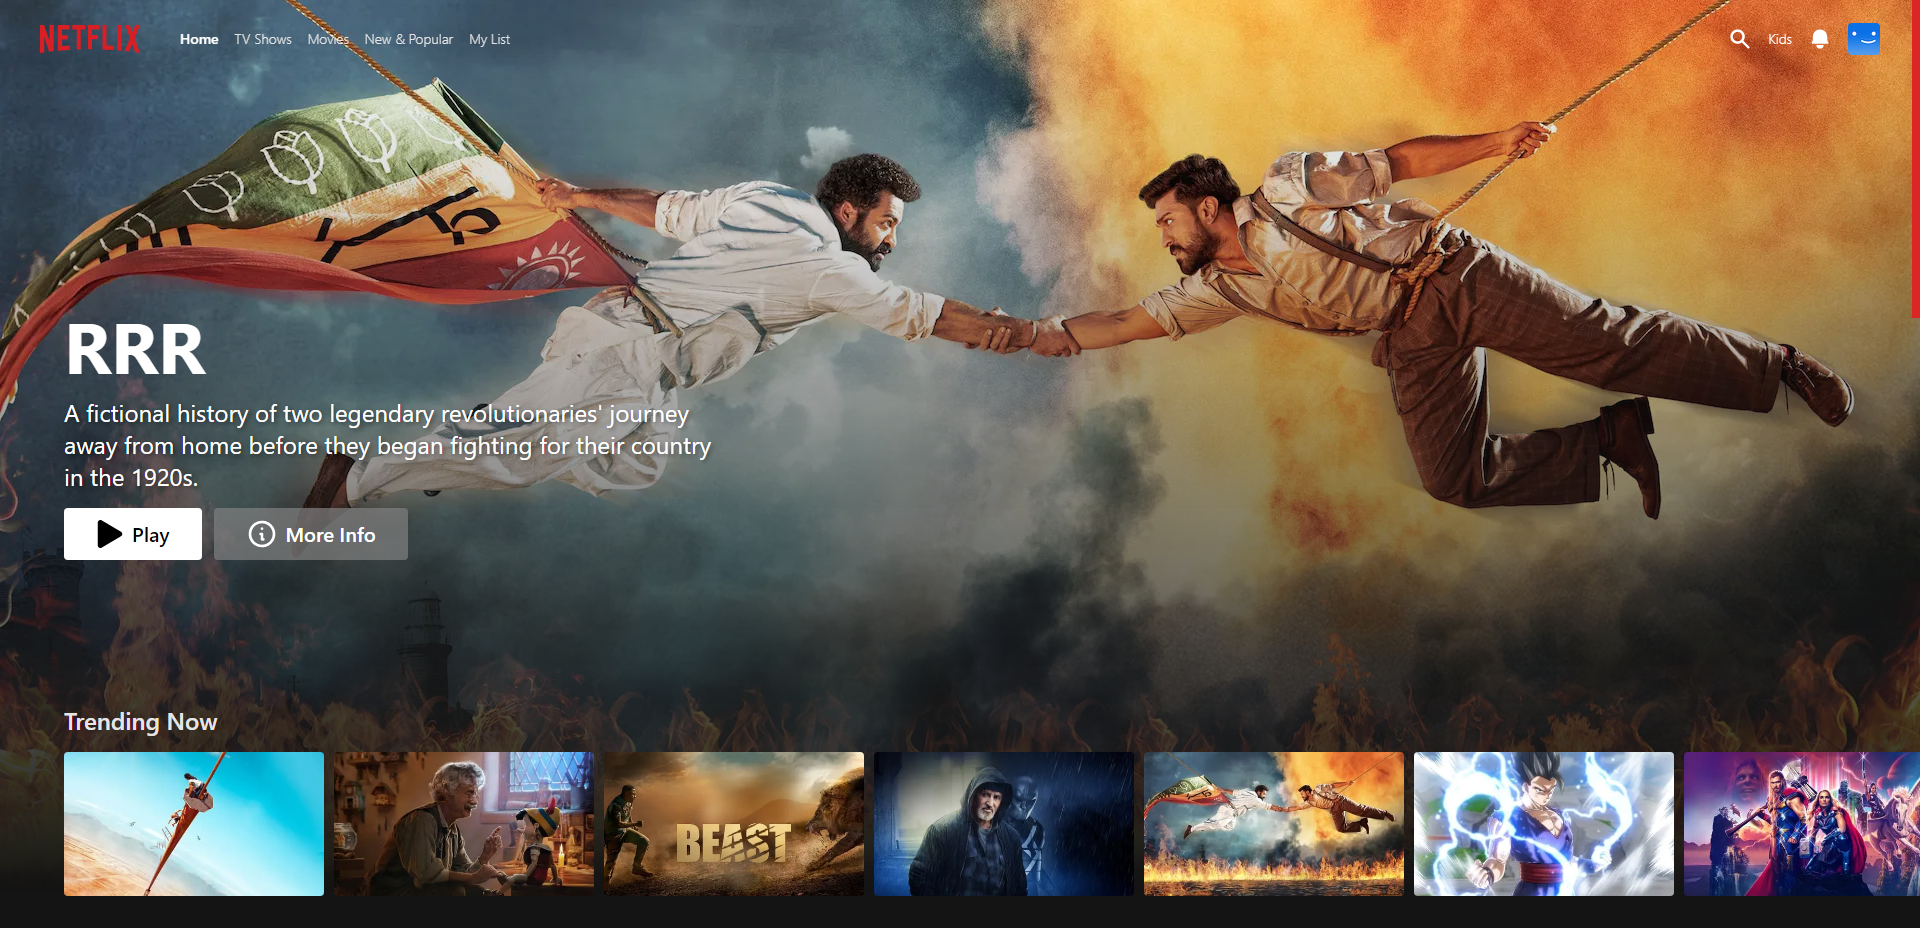 NETFLIX
Home TV Shows Movies New & Popular My List
Kids
RRR
A fictional history of two legendary revolutionaries' journey
away from home before they began fighting for their country
in the 1920s.
Play More Info
Trending Now
BEAST